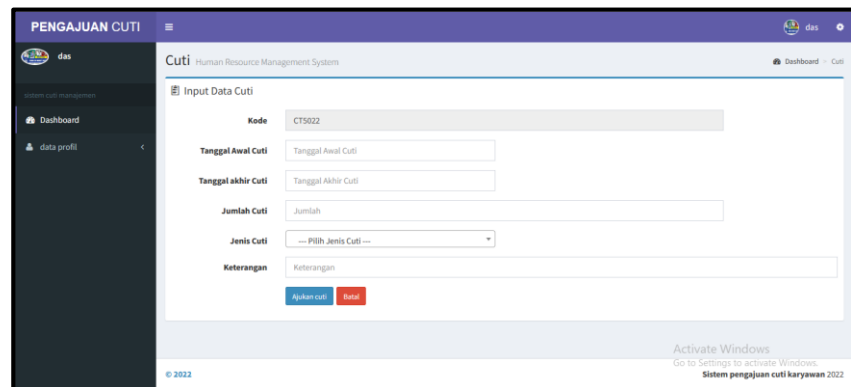 PENGAJUAN CUTI
das
das
Cuti Human Resource Management System
Dashboard > Cuti
sistem cuti manajemen
Dashboard
data profil
Input Data Cuti
Kode CTS022
Tanggal Awal Cuti Tanggal Awal Cuti
Tanggal akhir Cuti Tanggal Akhir Cuti
Jumlah Cuti Jumlah
Jenis Cuti --- Pilih Jenis Cuti ---
Keterangan Keterangan
Ajukan cuti Batal
Activate Windows
Go to Settings to activate Windows.
© 2022
Sistem pengajuan cuti karyawan 2022